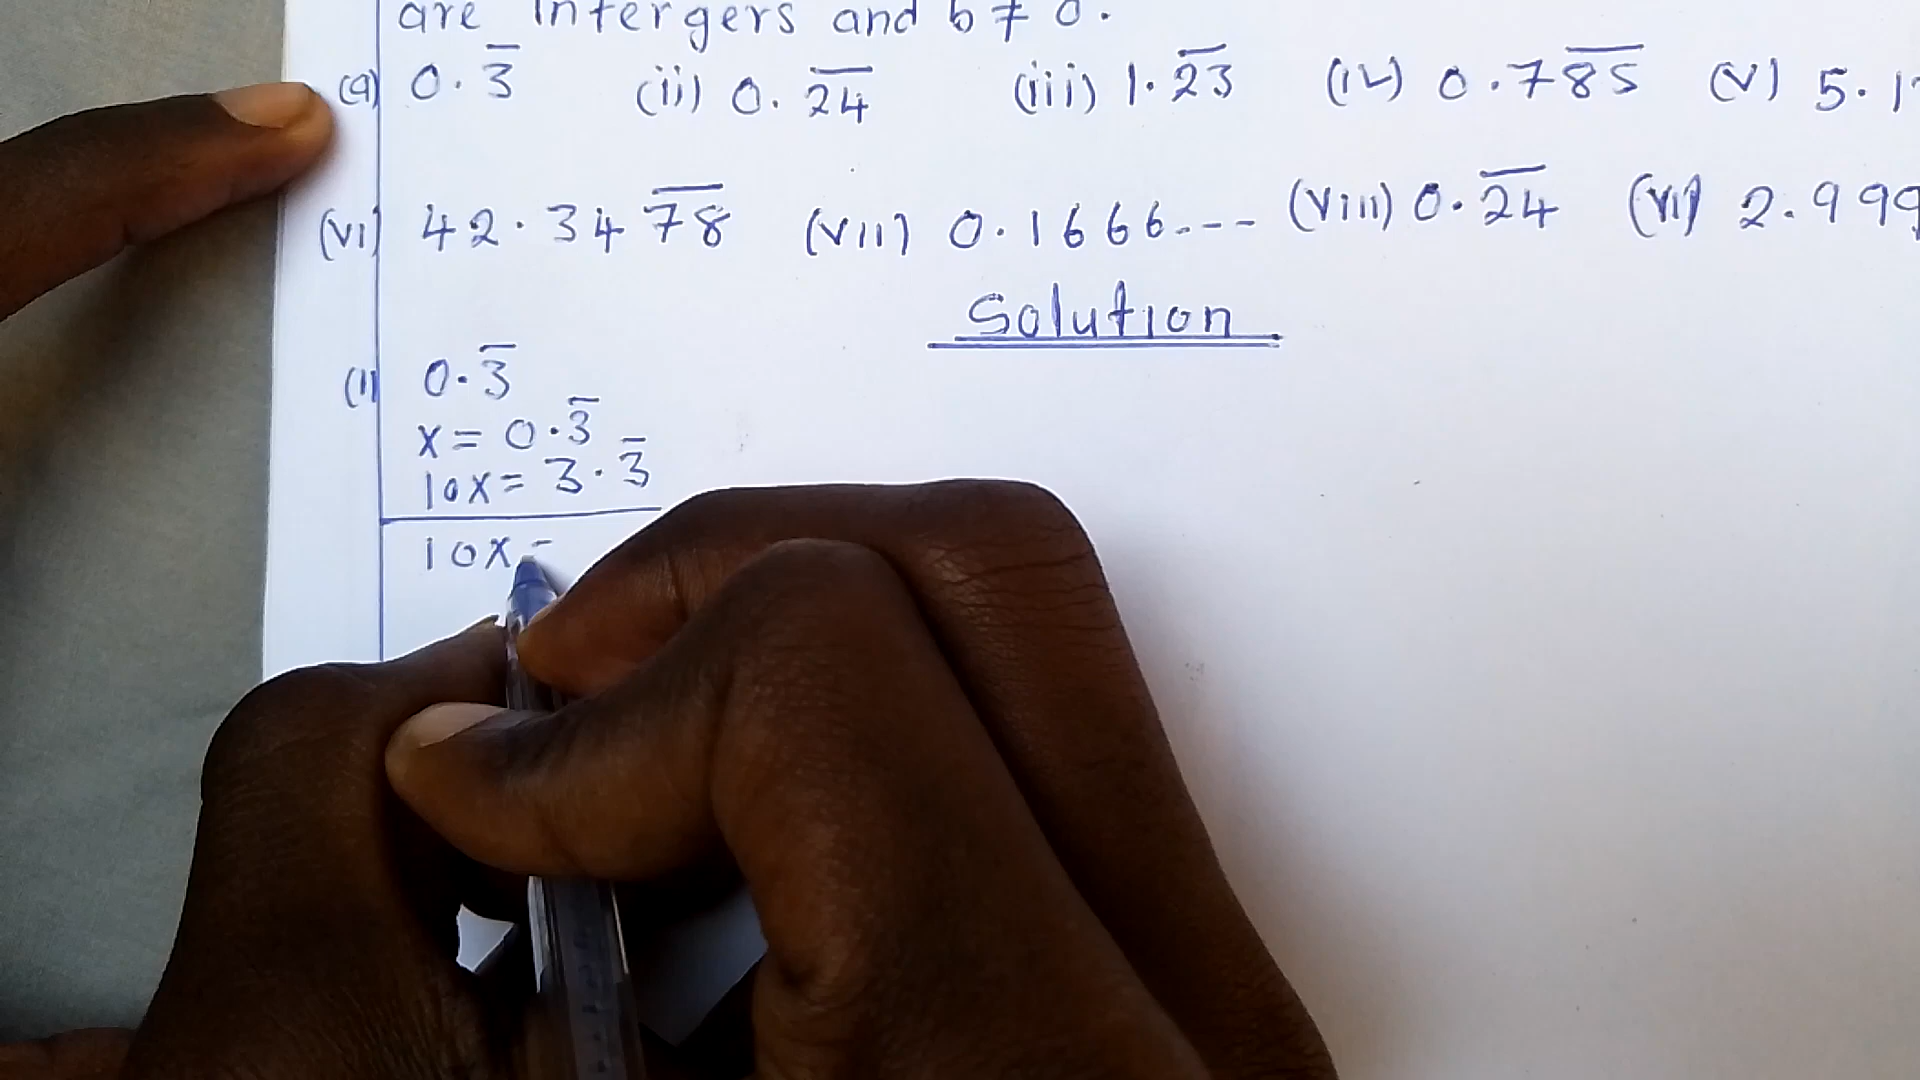 are Intergers and b ≠ 0.
(a) 0.3̅ (ii) 0.2̅4̅ (iii) 1.2̅3̅ (iv) 0.78̅5̅ (v) 5.1
(vi) 42.347̅8̅ (vii) 0.1666--- (viii) 0.2̅4̅ (vi) 2.999
Solution
(i) 0.3̅
x = 0.3̅
10x = 3.3̅
10x -